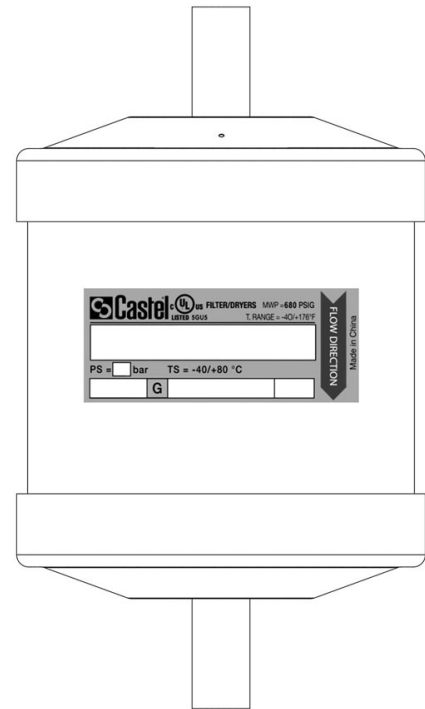 Castel c UL us LISTED 5GU5 FILTER/DRYERS MWP = 680 PSIG
T. RANGE = -40/+176°F
PS = bar TS = -40/+80 °C
G
FLOW DIRECTION
Made in China